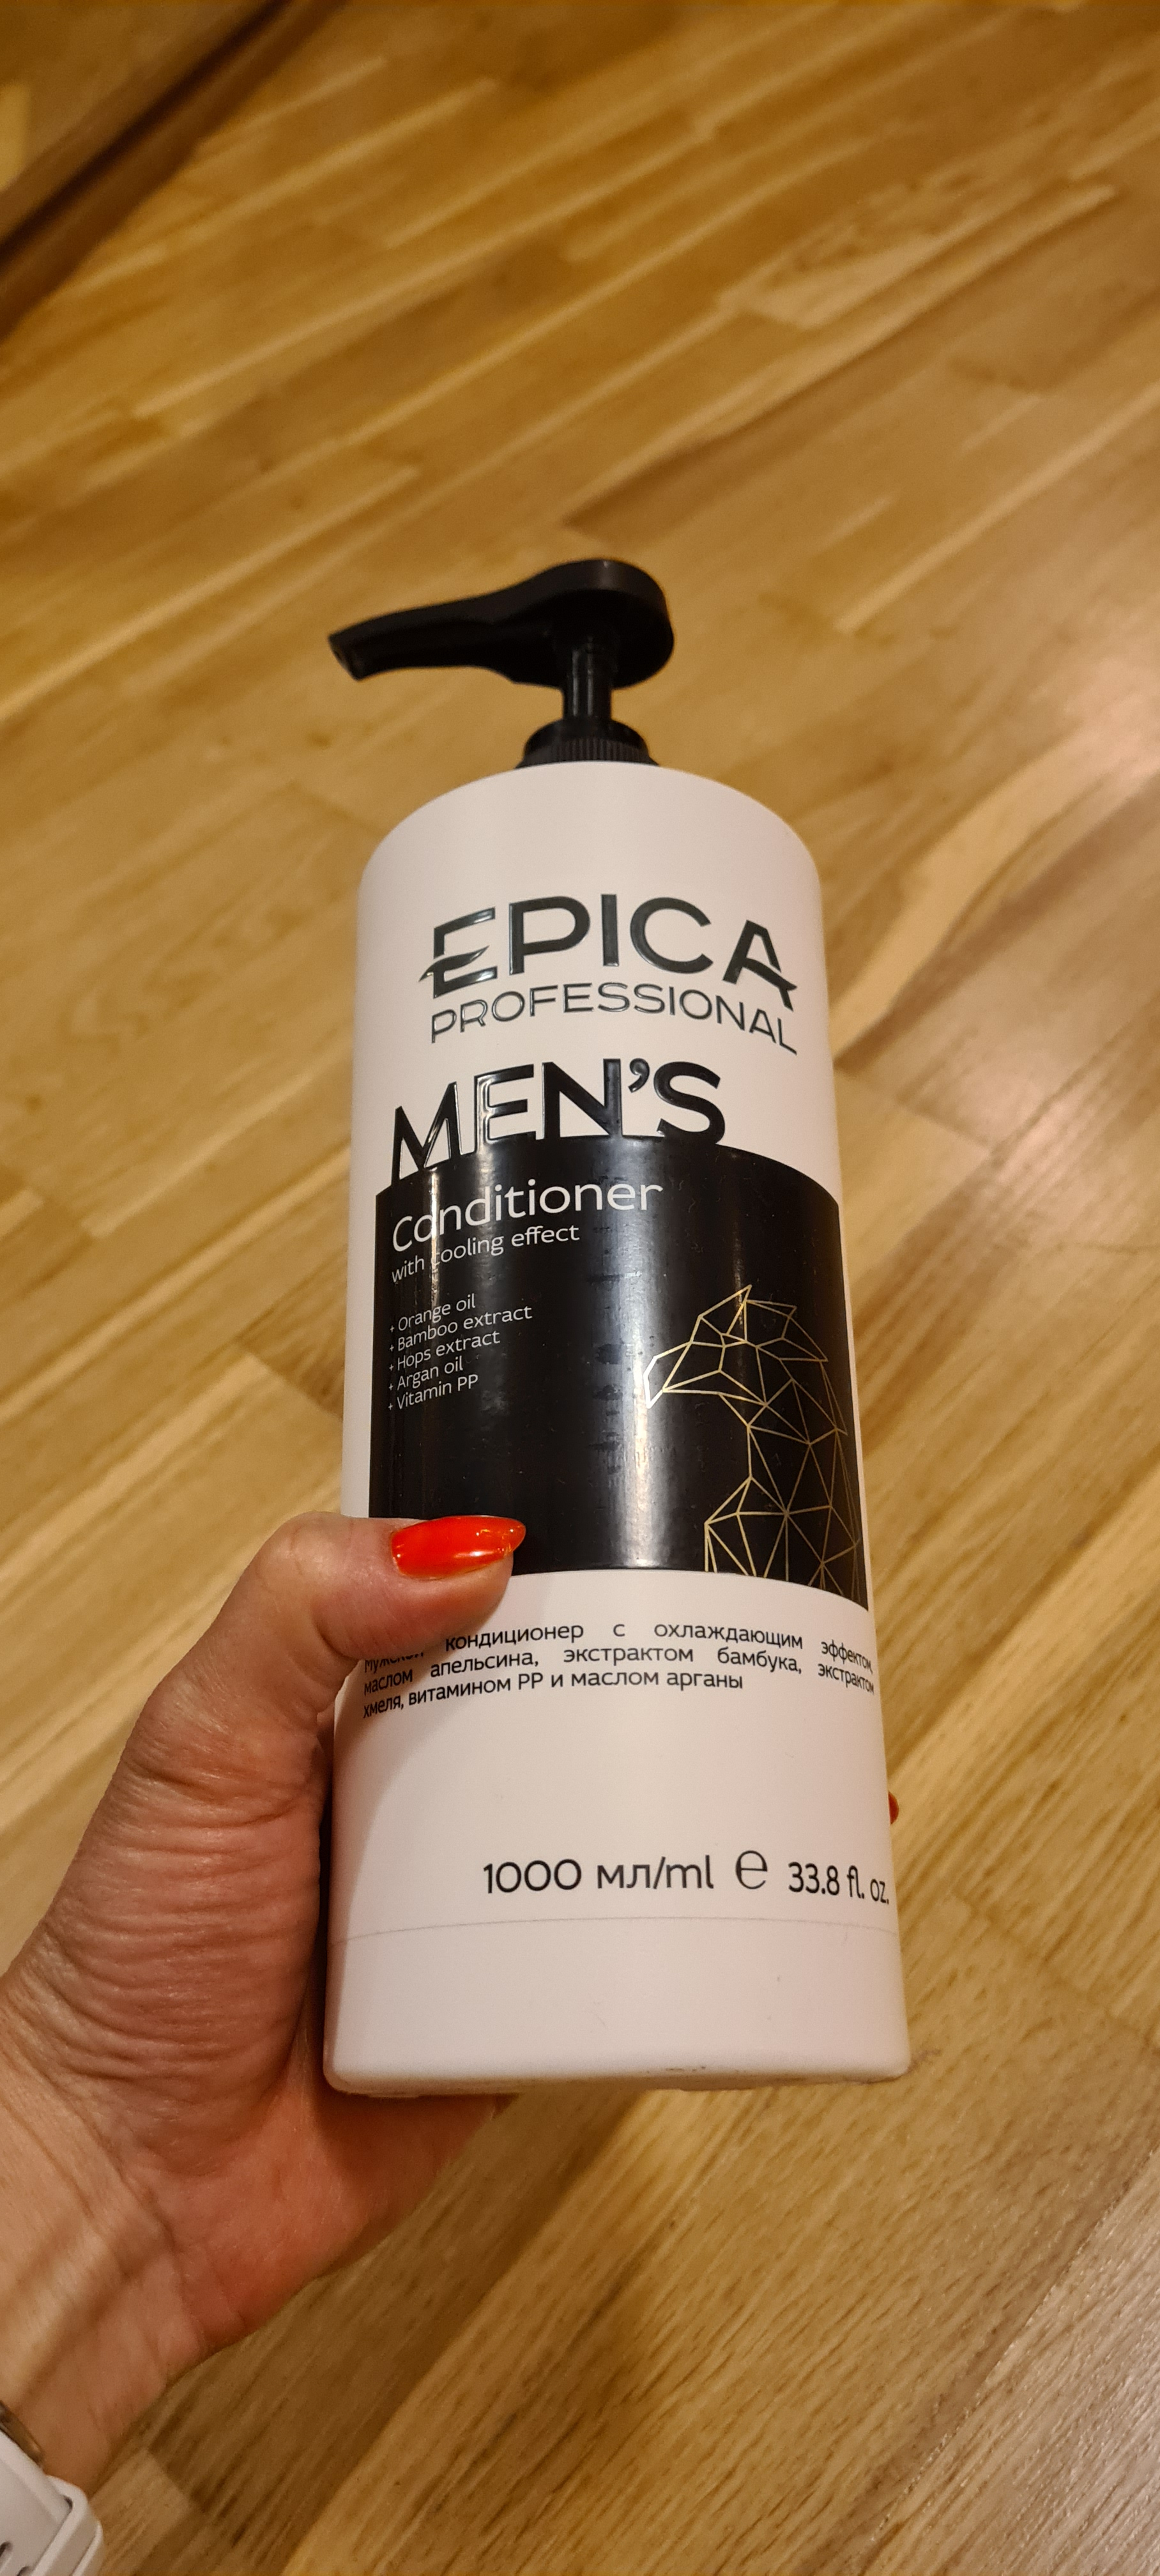 EPICA
PROFESSIONAL
MEN'S
Conditioner
with cooling effect
+ Orange oil
+ Bamboo extract
+ Hops extract
+ Argan oil
+ Vitamin PP
Мужской кондиционер с охлаждающим эффектом,
маслом апельсина, экстрактом бамбука, экстрактом
хмеля, витамином PP и маслом арганы
1000 мл/ml ℮ 33.8 fl. oz.